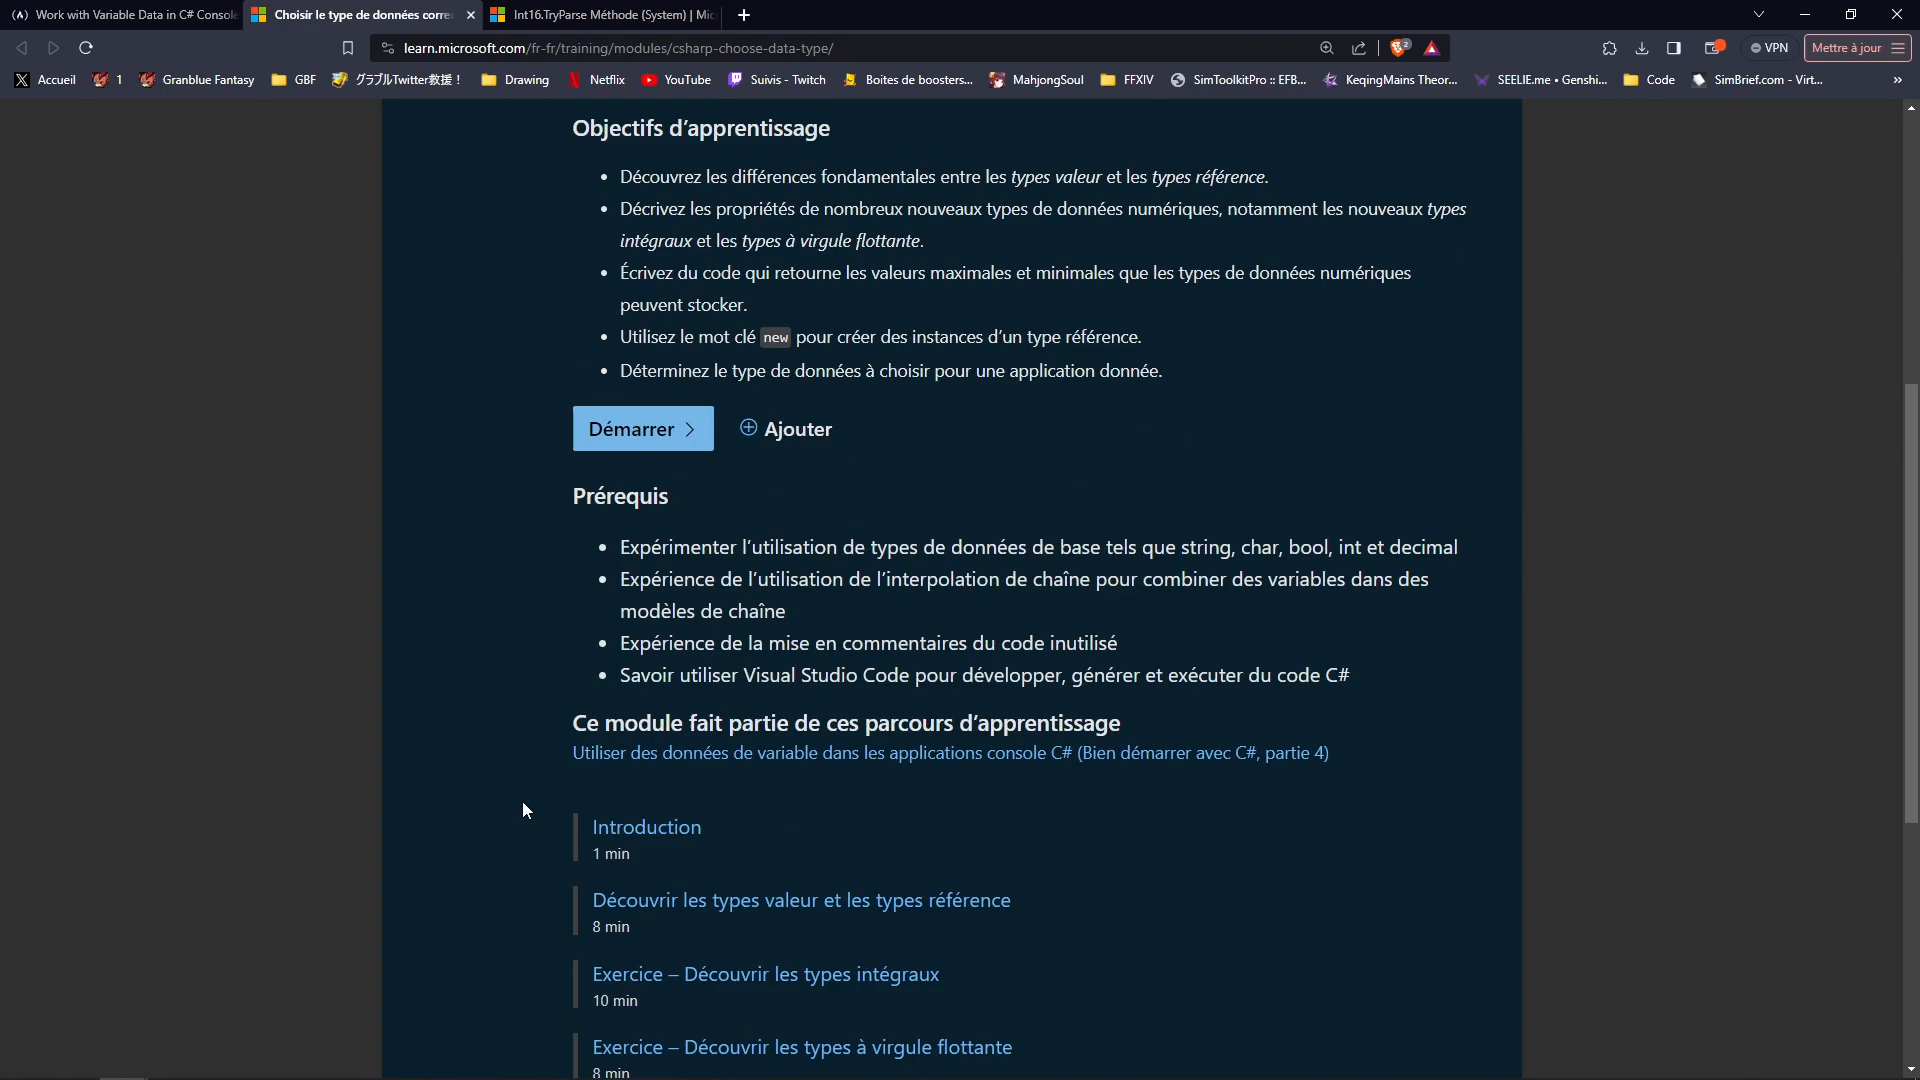 Work with Variable Data in C# Console
Choisir le type de données correc
Int16.TryParse Méthode (System) | Mic
learn.microsoft.com/fr-fr/training/modules/csharp-choose-data-type/
2
VPN
Mettre à jour
Accueil
1
Granblue Fantasy
GBF
グラブルTwitter救援！
Drawing
Netflix
YouTube
Suivis - Twitch
Boites de boosters...
MahjongSoul
FFXIV
SimToolkitPro :: EFB...
KeqingMains Theor...
SEELIE.me • Genshi...
Code
SimBrief.com - Virt...
»
Objectifs d’apprentissage
• Découvrez les différences fondamentales entre les types valeur et les types référence.
• Décrivez les propriétés de nombreux nouveaux types de données numériques, notamment les nouveaux types
intégraux et les types à virgule flottante.
• Écrivez du code qui retourne les valeurs maximales et minimales que les types de données numériques
peuvent stocker.
• Utilisez le mot clé new pour créer des instances d’un type référence.
• Déterminez le type de données à choisir pour une application donnée.
Démarrer >
Ajouter
Prérequis
• Expérimenter l’utilisation de types de données de base tels que string, char, bool, int et decimal
• Expérience de l’utilisation de l’interpolation de chaîne pour combiner des variables dans des
modèles de chaîne
• Expérience de la mise en commentaires du code inutilisé
• Savoir utiliser Visual Studio Code pour développer, générer et exécuter du code C#
Ce module fait partie de ces parcours d’apprentissage
Utiliser des données de variable dans les applications console C# (Bien démarrer avec C#, partie 4)
Introduction
1 min
Découvrir les types valeur et les types référence
8 min
Exercice – Découvrir les types intégraux
10 min
Exercice – Découvrir les types à virgule flottante
8 min